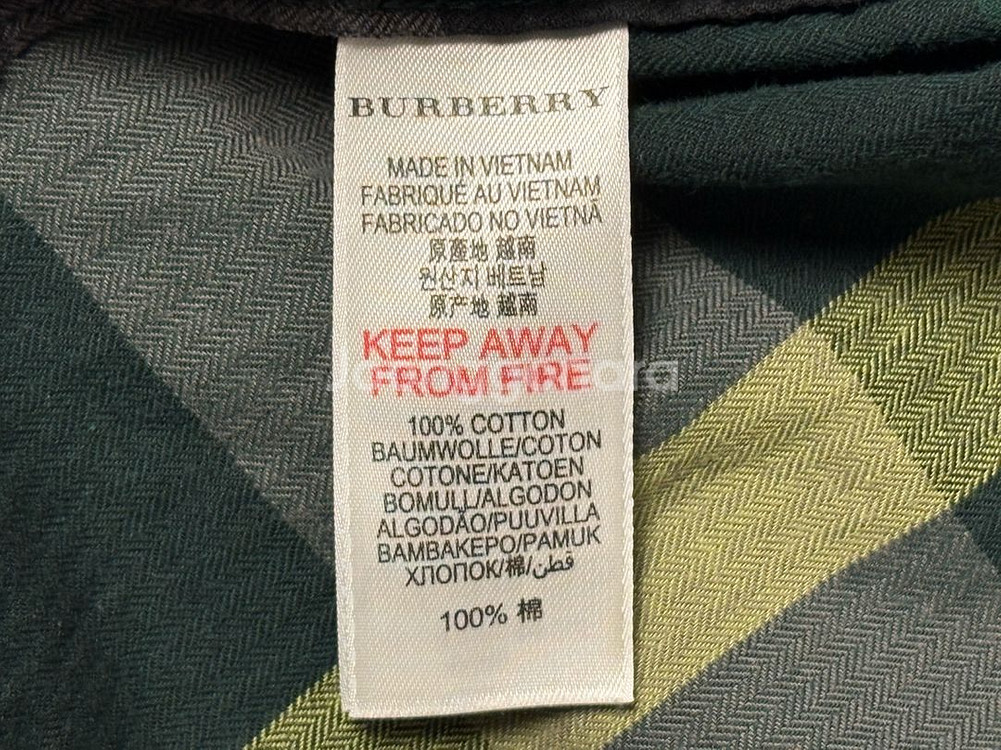 BURBERRY
MADE IN VIETNAM
FABRIQUÉ AU VIETNAM
FABRICADO NO VIETNÃ
原產地 越南
원산지 베트남
原产地 越南
KEEP AWAY
FROM FIRE
100% COTTON
BAUMWOLLE/COTON
COTONE/KATOEN
BOMULL/ALGODON
ALGODÃO/PUUVILLA
BAMBAKEPO/PAMUK
ХЛОПОК/棉/قطن
100% 棉